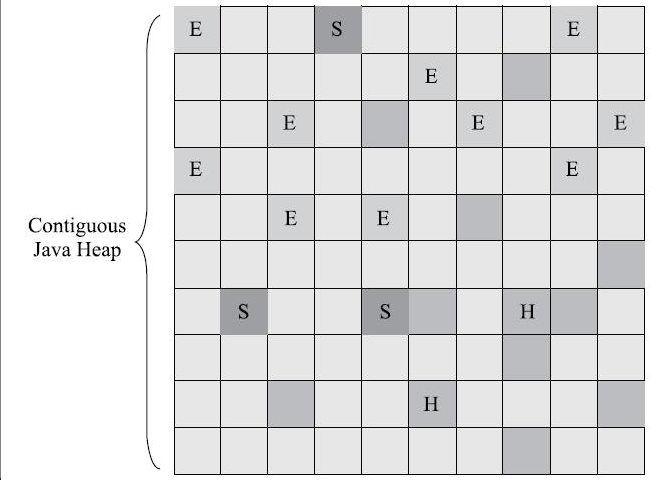 E S E
E
E E E
E E
Contiguous
Java Heap
E E
S S H
H